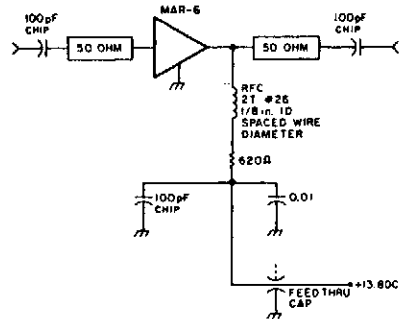 MAR-6
100pF
CHIP
50 OHM
50 OHM
100pF
CHIP
RFC
2T #26
1/8 in. ID
SPACED WIRE
DIAMETER
620Ω
100pF
CHIP
0.01
FEED THRU
CAP
+13.8DC